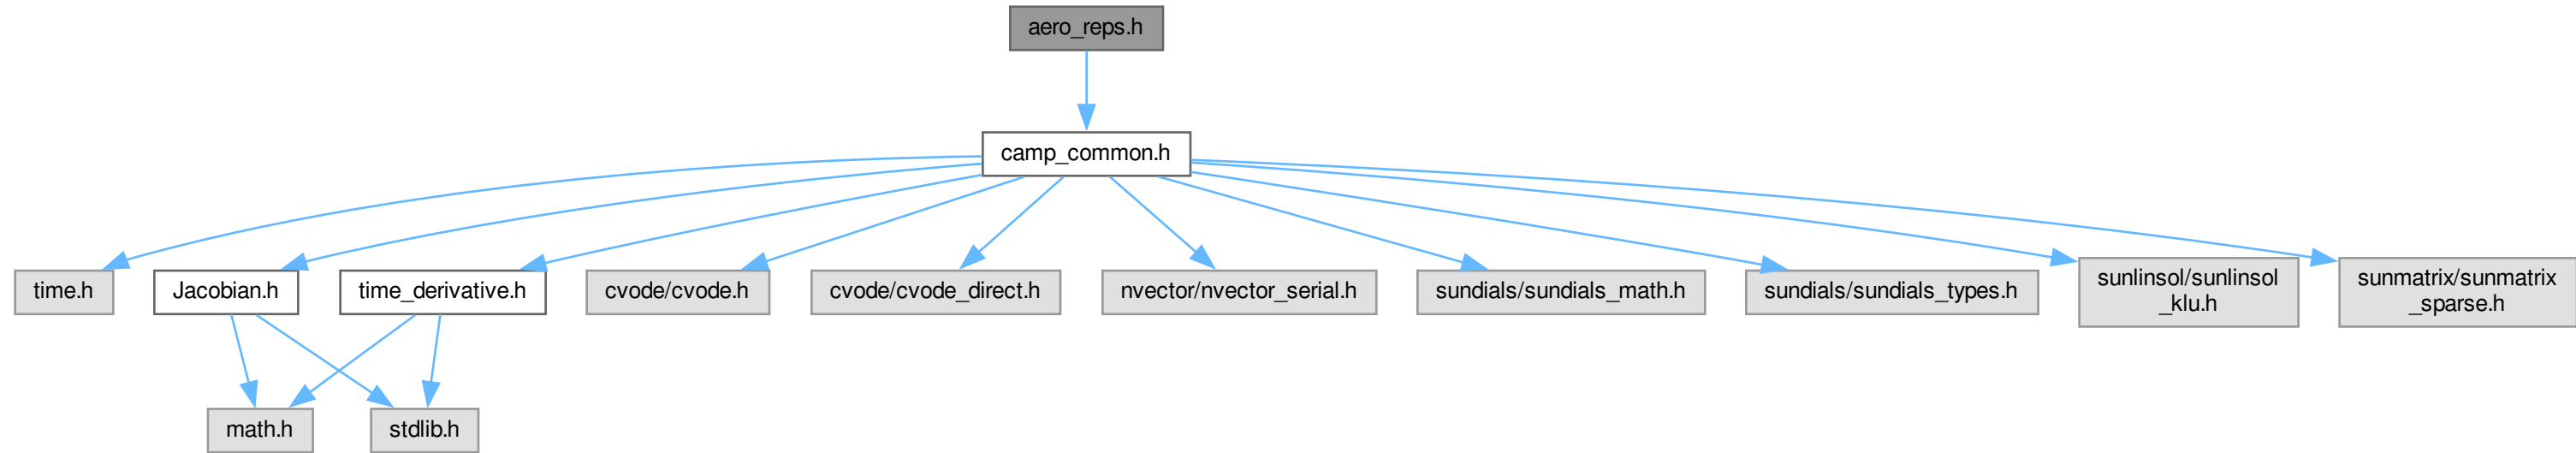 aero_reps.h
camp_common.h
time.h
Jacobian.h
time_derivative.h
cvode/cvode.h
cvode/cvode_direct.h
nvector/nvector_serial.h
sundials/sundials_math.h
sundials/sundials_types.h
sunlinsol/sunlinsol
_klu.h
sunmatrix/sunmatrix
_sparse.h
math.h
stdlib.h